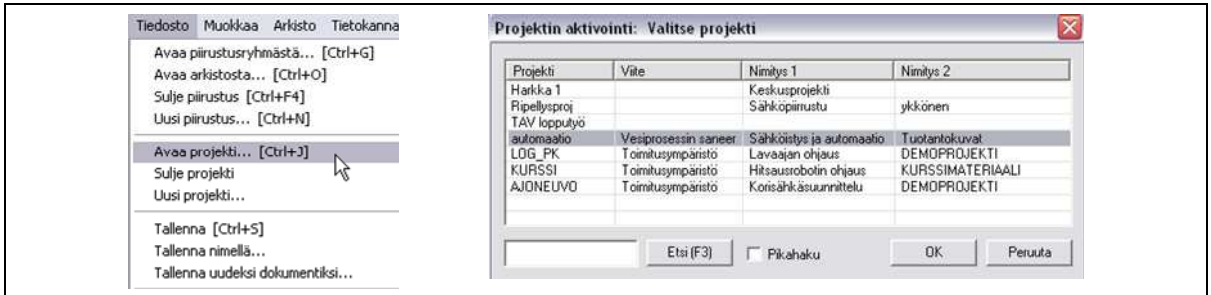 Tiedosto Muokkaa Arkisto Tietokanna
Avaa piirustusryhmästä... [Ctrl+G]
Avaa arkistosta... [Ctrl+O]
Sulje piirustus [Ctrl+F4]
Uusi piirustus... [Ctrl+N]
Avaa projekti... [Ctrl+J]
Sulje projekti
Uusi projekti...
Tallenna [Ctrl+S]
Tallenna nimellä...
Tallenna uudeksi dokumentiksi...
Projektin aktivointi: Valitse projekti
Projekti Viite Nimitys 1 Nimitys 2
Harkka 1 Keskusprojekti
Ripellysproj Sähköpiirustu ykkönen
TAV lopputyö
automaatio Vesiprosessin saneer Sähköistys ja automaatio Tuotantokuvat
LOG_PK Toimitusympäristö Lavaajan ohjaus DEMOPROJEKTI
KURSSI Toimitusympäristö Hitsausrobotin ohjaus KURSSIMATERIAALI
AJONEUVO Toimitusympäristö Korisähkäsuunnittelu DEMOPROJEKTI
Etsi (F3) Pikahaku OK Peruuta